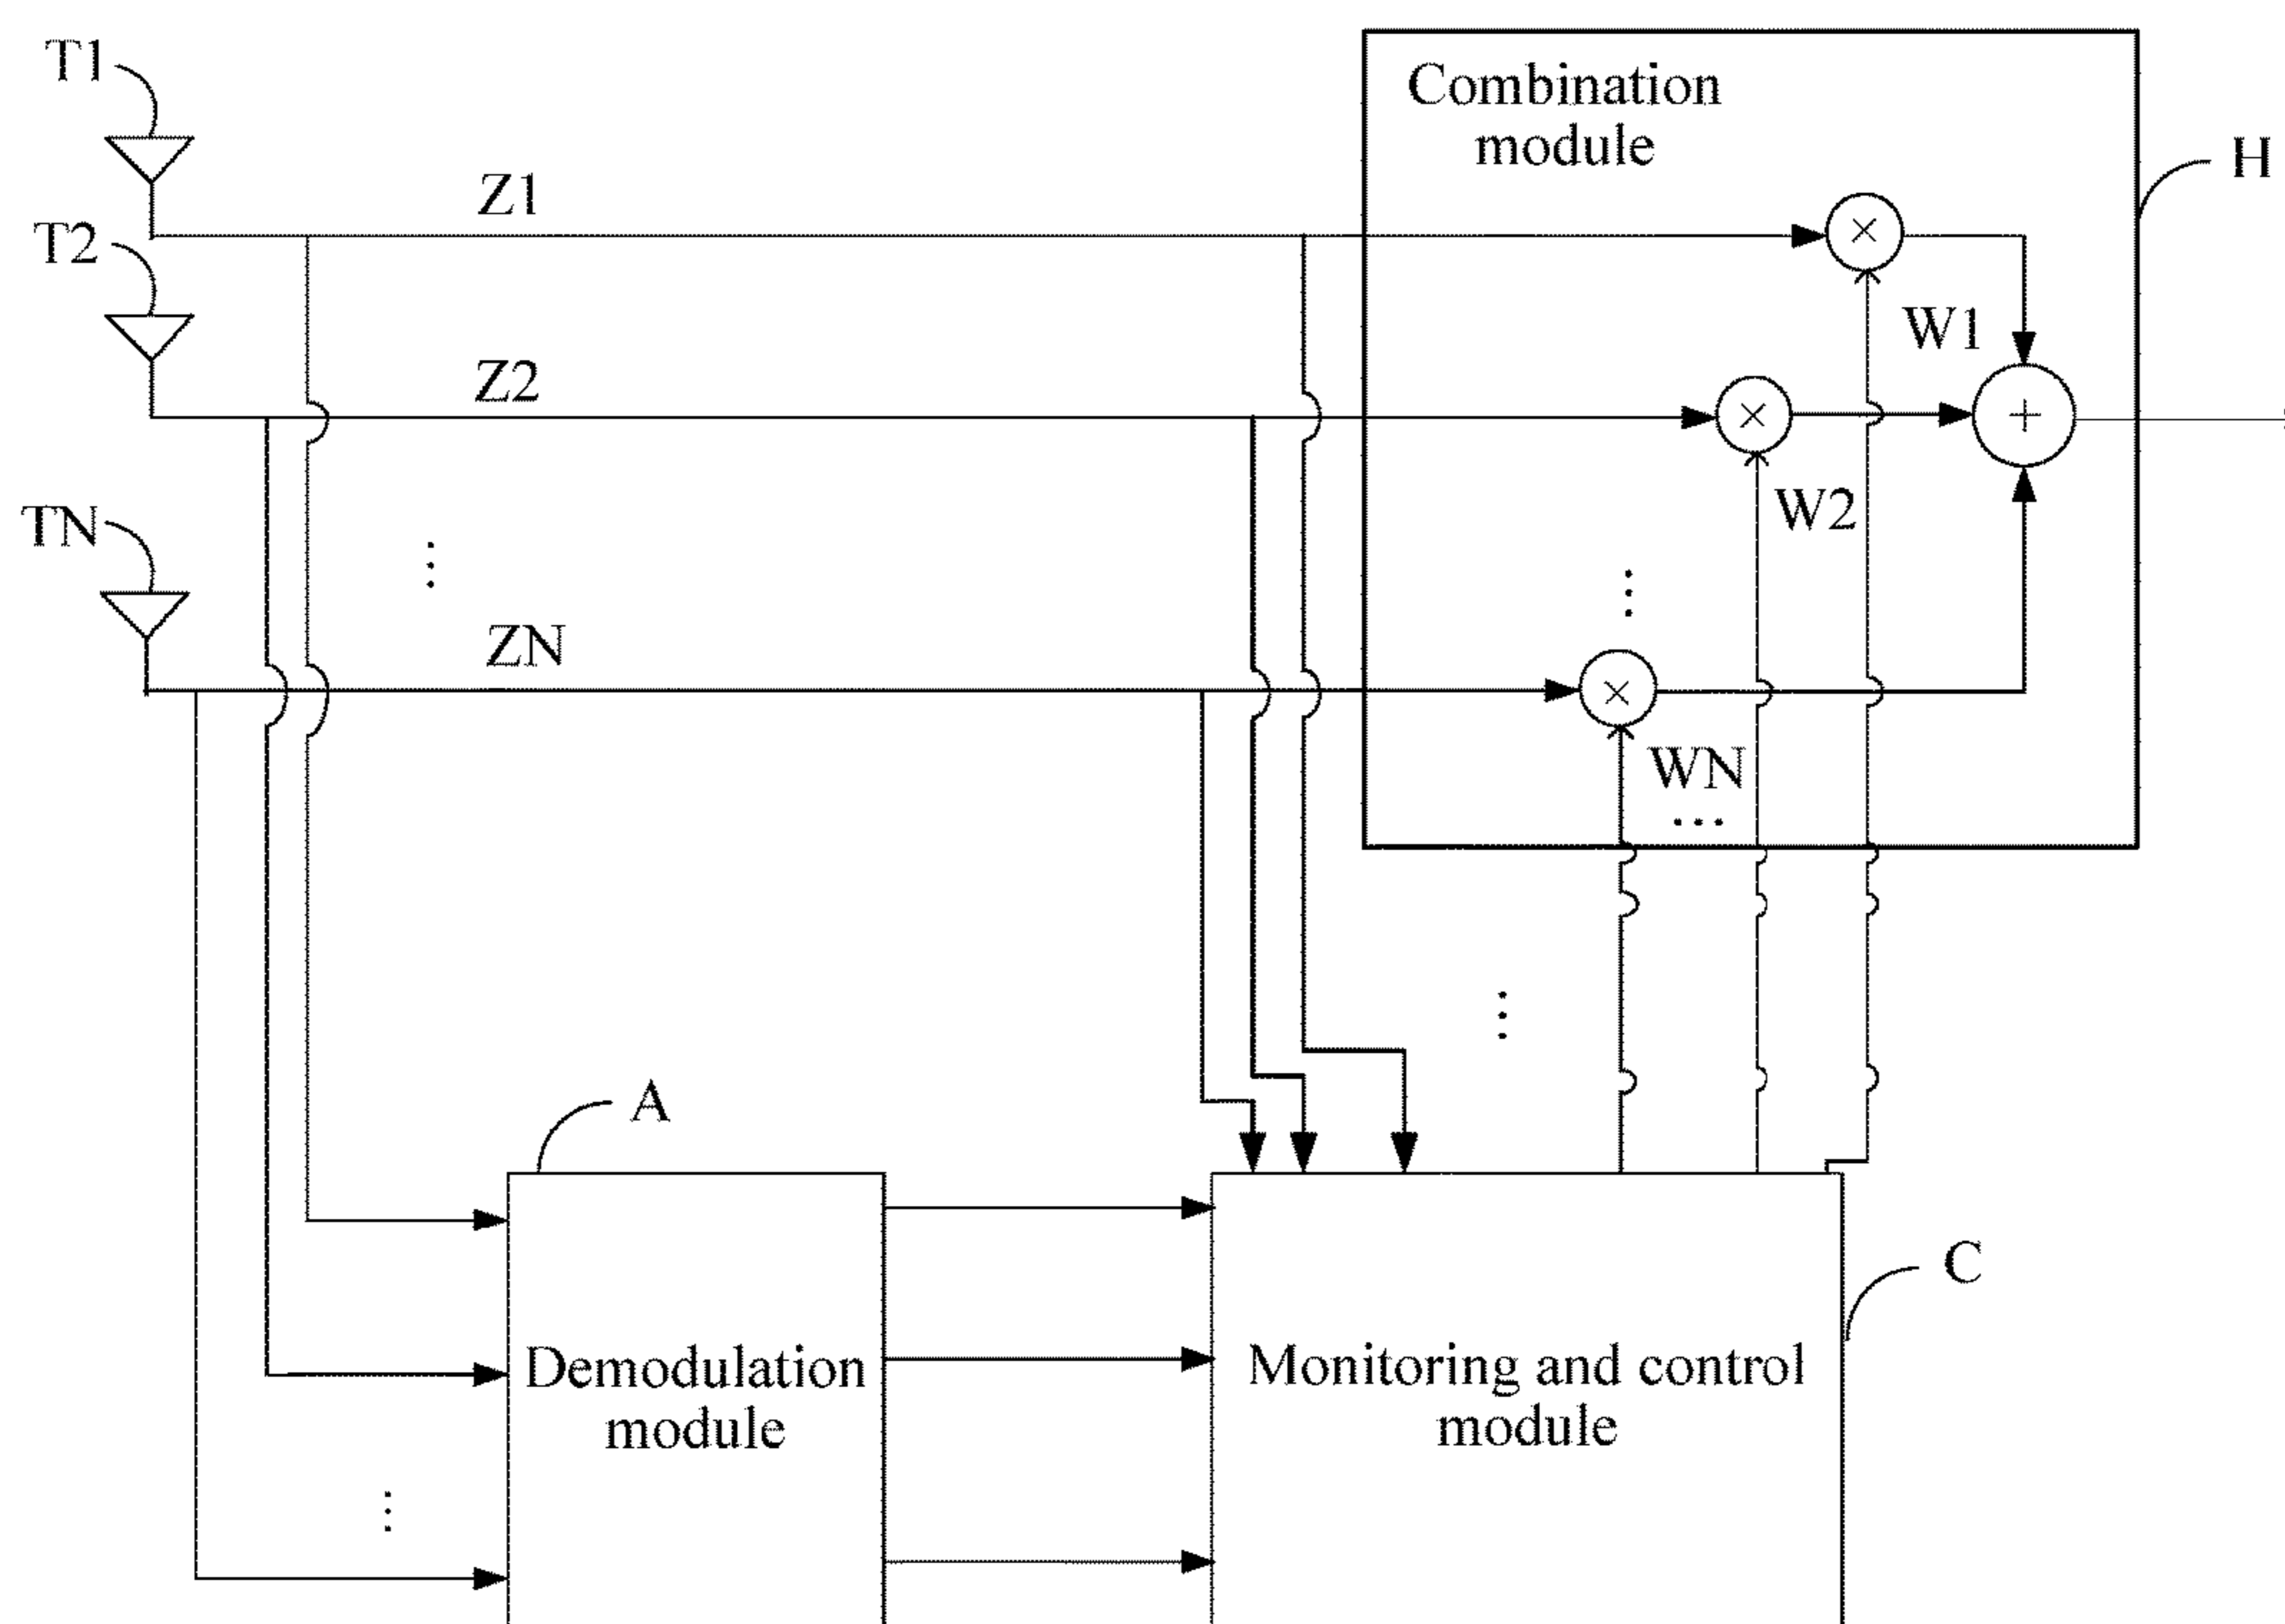 T1
Combination
module
H
Z1
T2
W1
Z2
+
W2
TN
ZN
WN
A
C
Demodulation
module
Monitoring and control
module